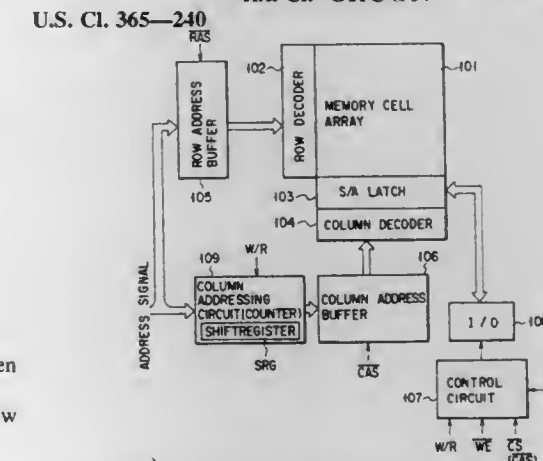 U.S. Cl. 365—240
RAS
ROW ADDRESS
BUFFER
105
102
ROW DECODER
101
MEMORY CELL
ARRAY
103
S/A LATCH
104
COLUMN DECODER
ADDRESS SIGNAL
W/R
109
COLUMN
ADDRESSING
CIRCUIT(COUNTER)
SHIFTREGISTER
SRG
106
COLUMN ADDRESS
BUFFER
CAS
I/O
107
CONTROL
CIRCUIT
W/R WE CS
(CAS)
en
w